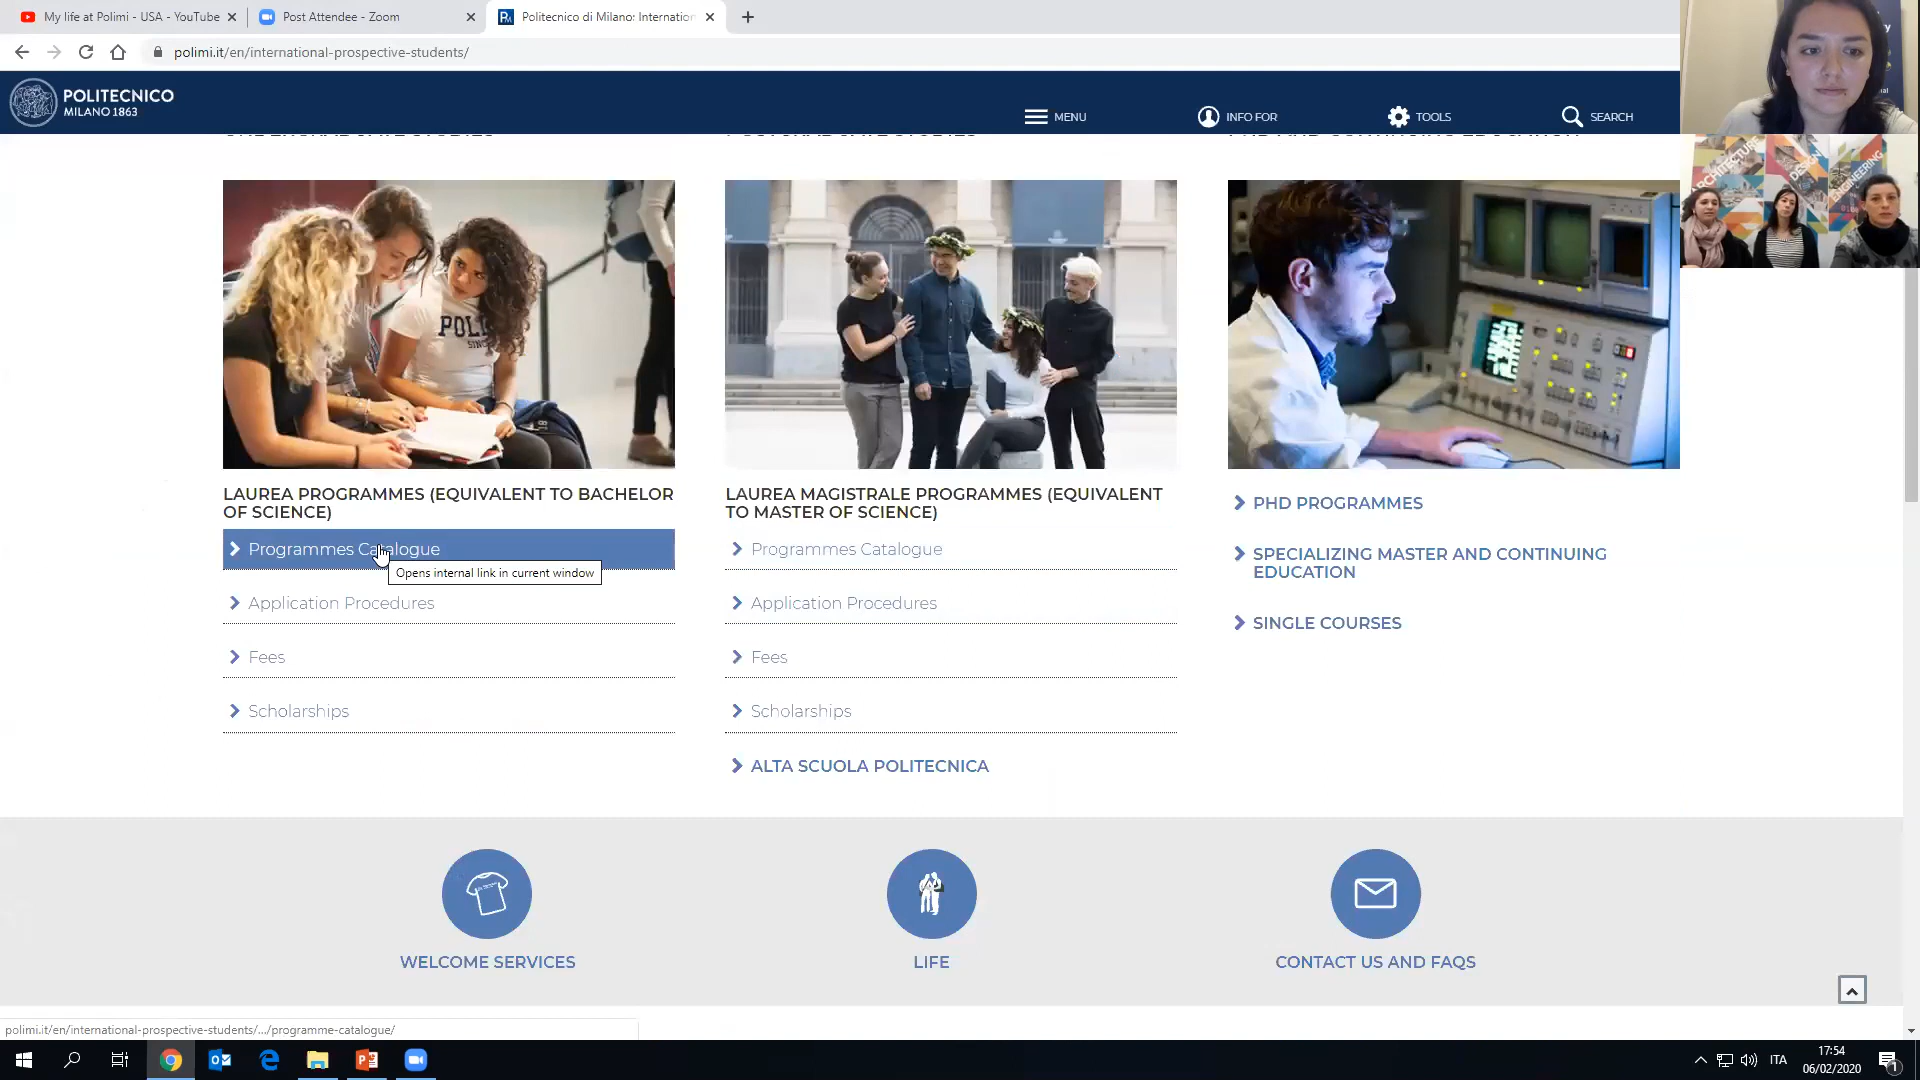 My life at Polimi - USA - YouTube
Post Attendee - Zoom
Politecnico di Milano: Internation
polimi.it/en/international-prospective-students/
POLITECNICO
MILANO 1863
MENU
INFO FOR
TOOLS
SEARCH
ARCHITECTURE
DESIGN
ENGINEERING
LAUREA PROGRAMMES (EQUIVALENT TO BACHELOR
OF SCIENCE)
Programmes Catalogue
Opens internal link in current window
Application Procedures
Fees
Scholarships
LAUREA MAGISTRALE PROGRAMMES (EQUIVALENT
TO MASTER OF SCIENCE)
Programmes Catalogue
Application Procedures
Fees
Scholarships
ALTA SCUOLA POLITECNICA
PHD PROGRAMMES
SPECIALIZING MASTER AND CONTINUING
EDUCATION
SINGLE COURSES
WELCOME SERVICES
LIFE
CONTACT US AND FAQS
polimi.it/en/international-prospective-students/.../programme-catalogue/
ITA
17:54
06/02/2020
1